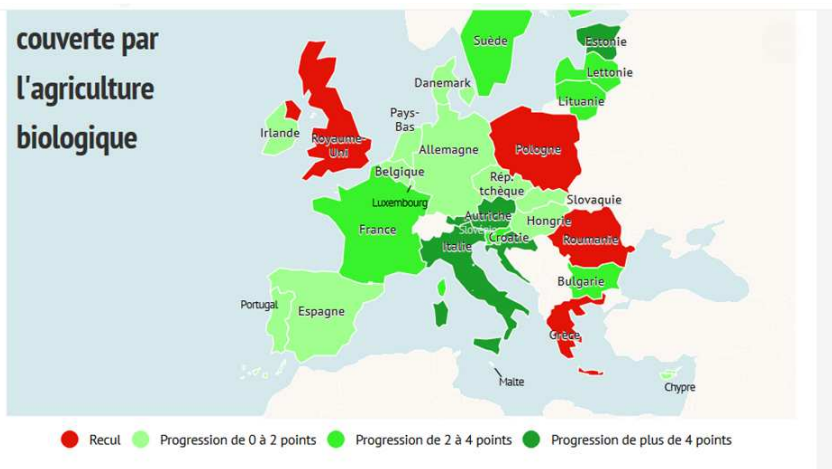 couverte par
l'agriculture
biologique
Suède
Estonie
Lettonie
Lituanie
Danemark
Pays-
Bas
Irlande
Royaume-
Uni
Allemagne
Pologne
Belgique
Rép.
tchèque
Luxembourg
Slovaquie
Autriche
Hongrie
France
Slovénie
Croatie
Roumanie
Italie
Bulgarie
Portugal
Espagne
Grèce
Malte
Chypre
Recul
Progression de 0 à 2 points
Progression de 2 à 4 points
Progression de plus de 4 points